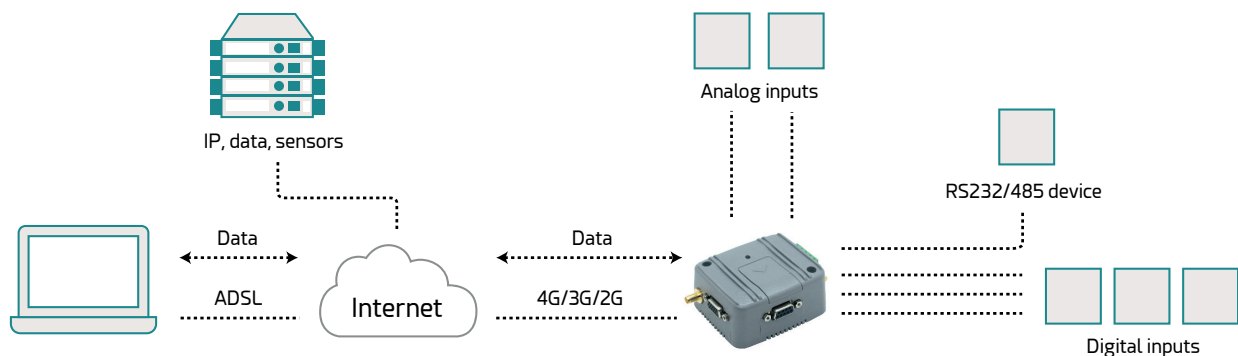 Analog inputs
IP, data, sensors
RS232/485 device
Data
Data
ADSL
Internet
4G/3G/2G
Digital inputs